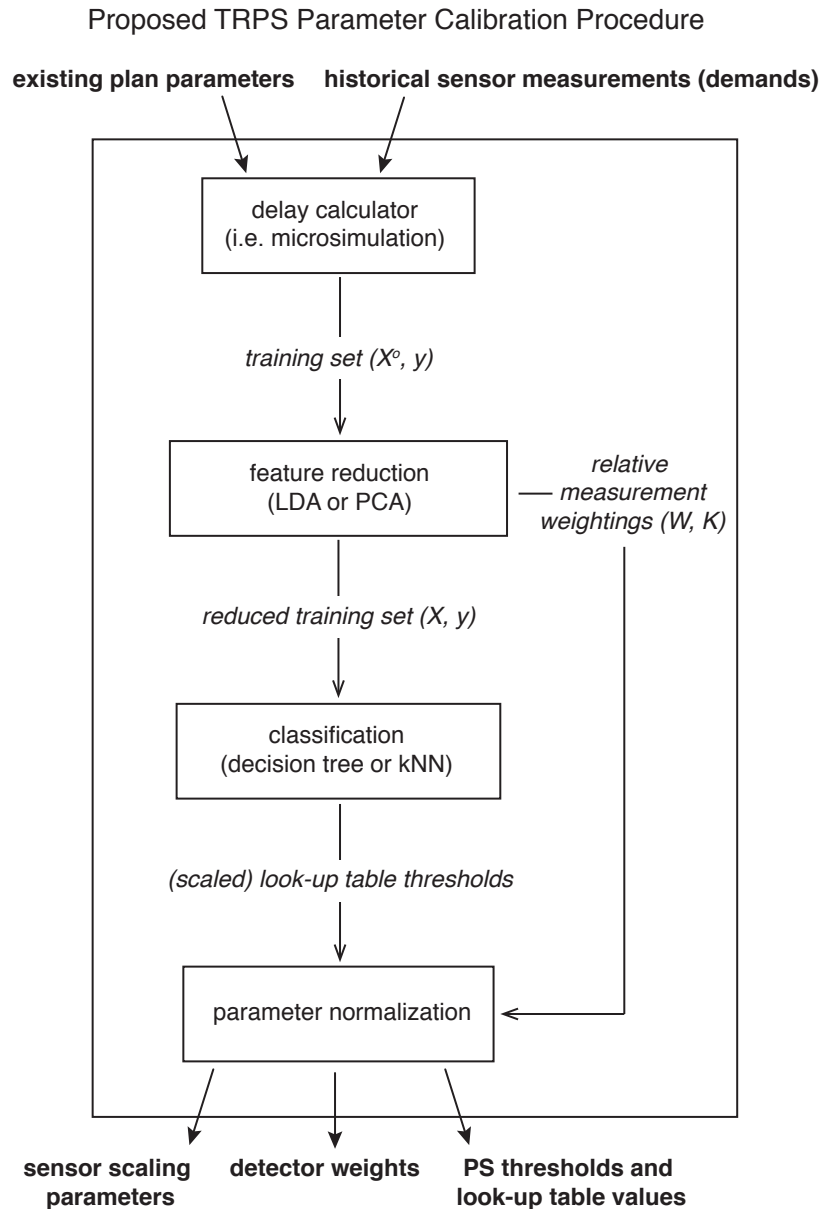 Proposed TRPS Parameter Calibration Procedure
existing plan parameters
historical sensor measurements (demands)
delay calculator
(i.e. microsimulation)
training set (Xᵒ, y)
feature reduction
(LDA or PCA)
relative
measurement
weightings (W, K)
reduced training set (X, y)
classification
(decision tree or kNN)
(scaled) look-up table thresholds
parameter normalization
sensor scaling
parameters
detector weights
PS thresholds and
look-up table values